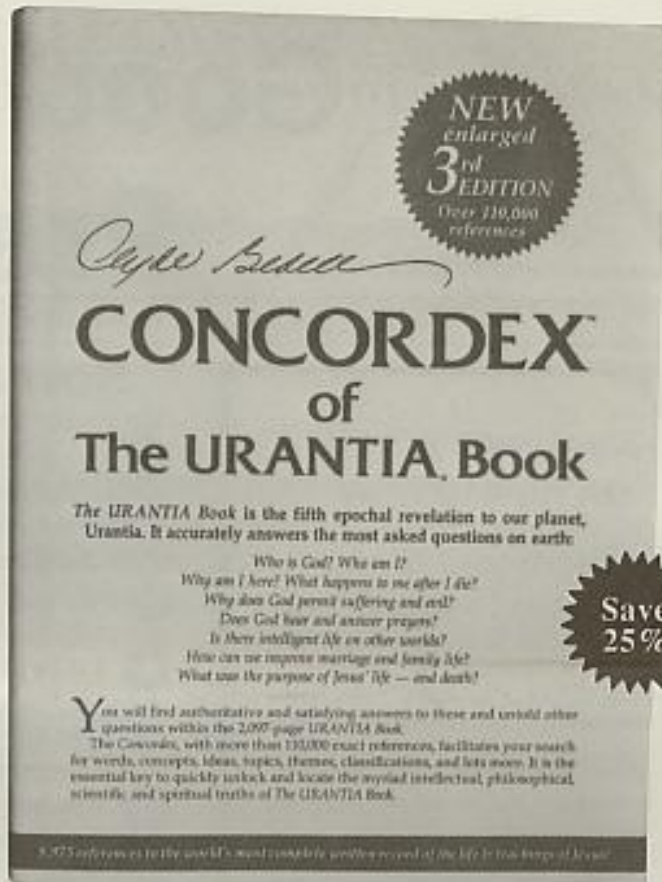 NEW
enlarged
3rd
EDITION
Over 110,000
references
Clyde Bedell
CONCORDEX™
of
The URANTIA® Book
The URANTIA Book is the fifth epochal revelation to our planet,
Urantia. It accurately answers the most asked questions on earth:
Who is God? Who am I?
Why am I here? What happens to me after I die?
Why does God permit suffering and evil?
Does God hear and answer prayers?
Is there intelligent life on other worlds?
How can we improve marriage and family life?
What was the purpose of Jesus' life — and death?
Save
25%
You will find authoritative and satisfying answers to these and untold other
questions within the 2,097-page URANTIA Book.
The Concordex, with more than 110,000 exact references, facilitates your search
for words, concepts, ideas, topics, themes, classifications, and lots more. It is the
essential key to quickly unlock and locate the myriad intellectual, philosophical,
scientific and spiritual truths of The URANTIA Book.
references to the world's most complete written record of the life & teachings of Jesus!